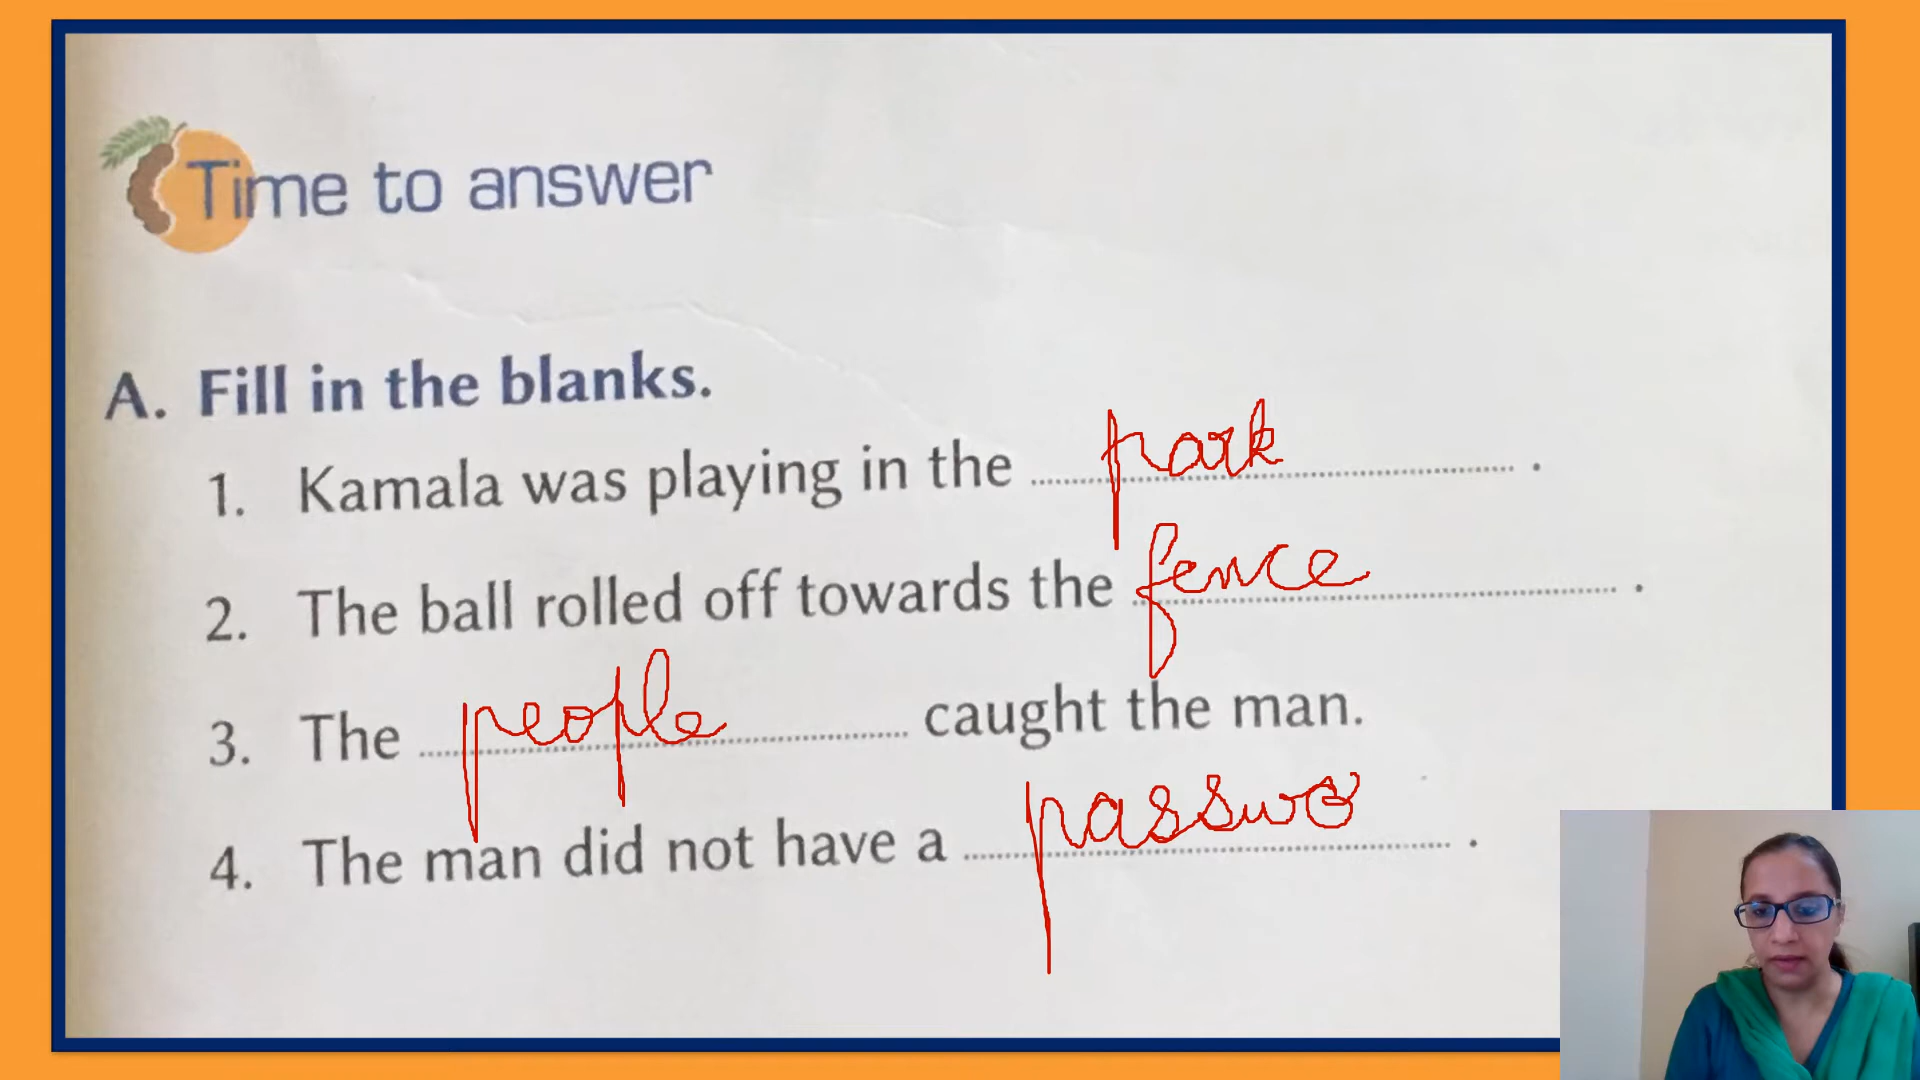 Time to answer
A. Fill in the blanks.
1. Kamala was playing in the park .
2. The ball rolled off towards the fence .
3. The people caught the man.
4. The man did not have a passwo .